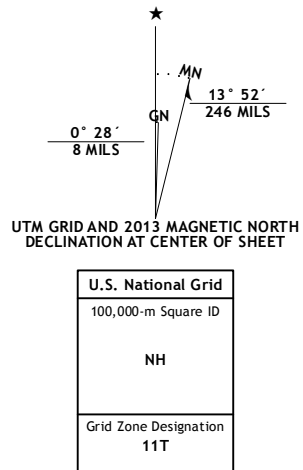 MN
GN
13° 52´
246 MILS
0° 28´
8 MILS
UTM GRID AND 2013 MAGNETIC NORTH
DECLINATION AT CENTER OF SHEET
U.S. National Grid
100,000-m Square ID
NH
Grid Zone Designation
11T